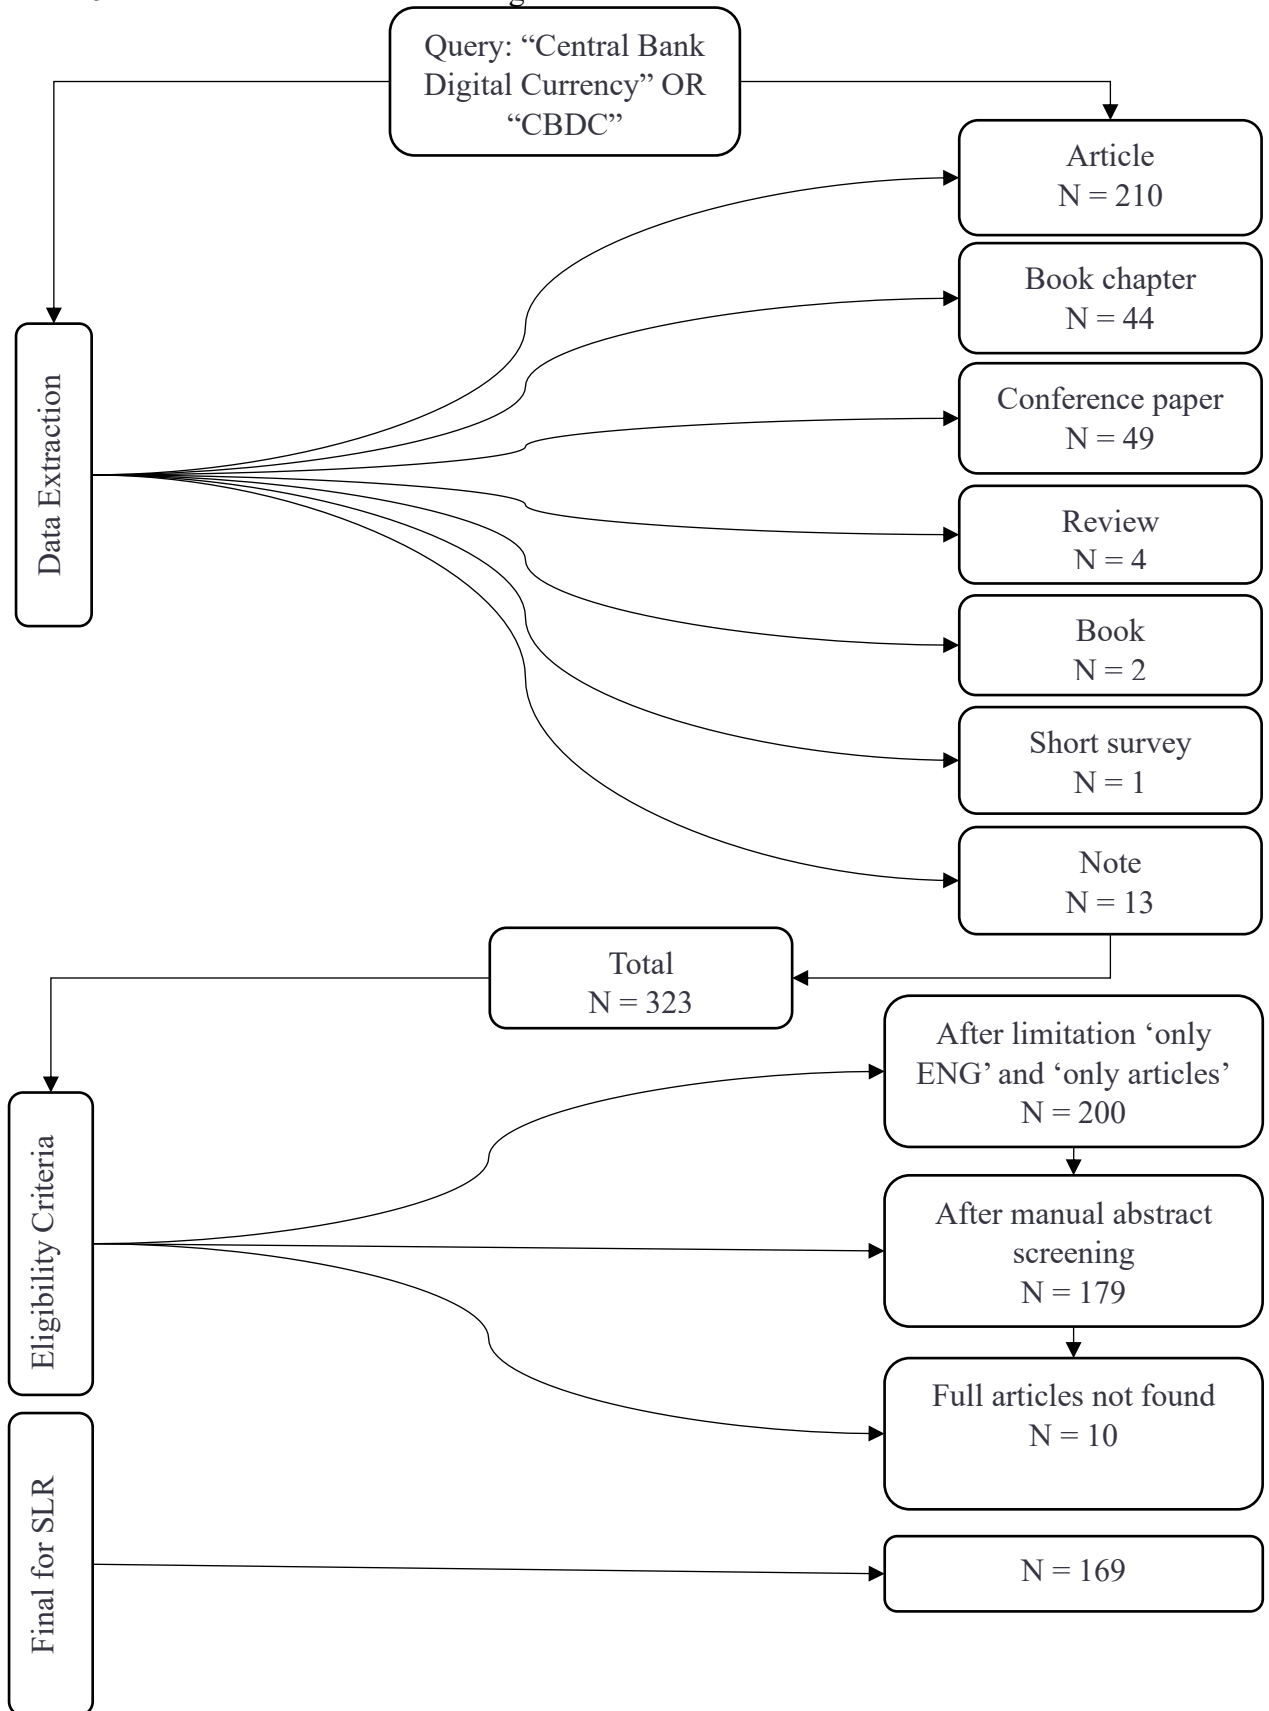 Query: “Central Bank
Digital Currency” OR
“CBDC”
Article
N = 210
Book chapter
N = 44
Conference paper
N = 49
Review
N = 4
Book
N = 2
Short survey
N = 1
Note
N = 13
Data Extraction
Total
N = 323
After limitation ‘only
ENG’ and ‘only articles’
N = 200
After manual abstract
screening
N = 179
Full articles not found
N = 10
Eligibility Criteria
Final for SLR
N = 169